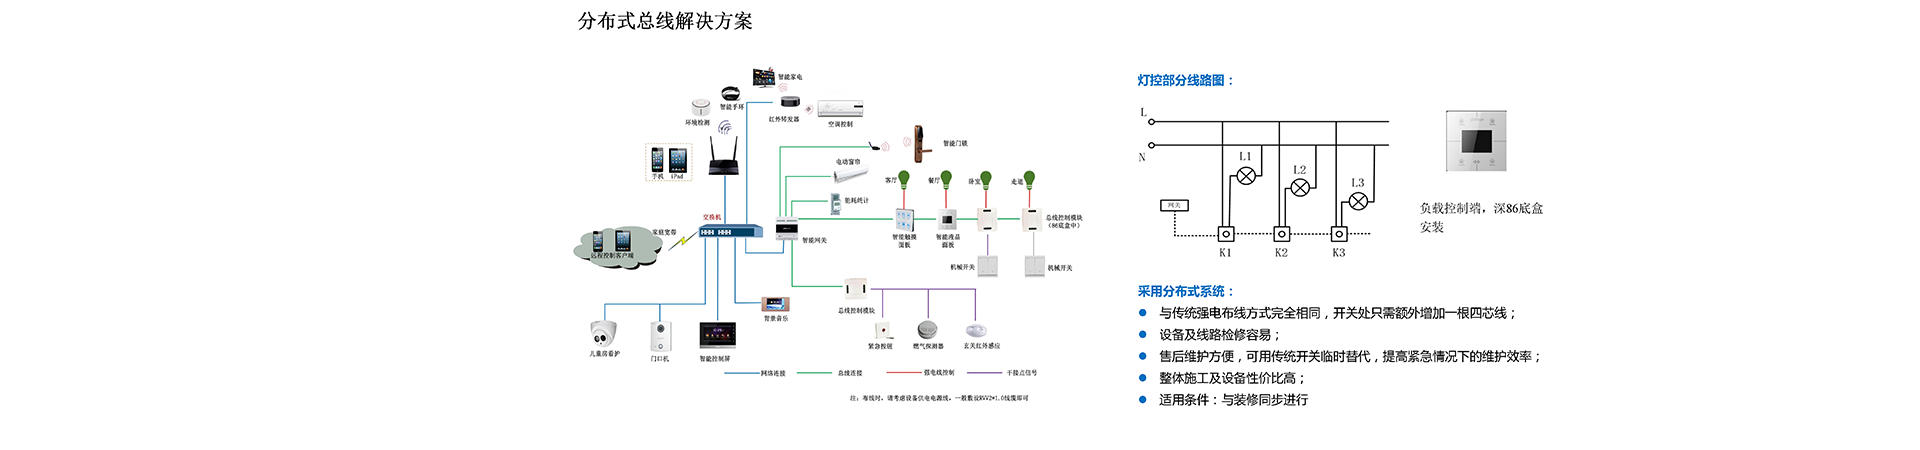 分布式总线解决方案
智能家电
智能手环
环境检测
红外转发器
空调控制
智能门锁
电动窗帘
手机
iPad
客厅
餐厅
卧室
走道
能耗统计
交换机
家庭宽带
智能网关
总线控制模块
(86底盒中)
智能触摸
面板
智能液晶
面板
远程控制客户端
机械开关
机械开关
总线控制模块
背景音乐
紧急按钮
燃气探测器
玄关红外感应
儿童房看护
门口机
智能控制屏
网络连接
总线连接
强电线控制
干接点信号
注：布线时，请考虑设备供电电源线，一般敷设RVV2*1.0线缆即可
灯控部分线路图：
L
N
L1
L2
L3
网关
K1
K2
K3
负载控制端，深86底盒
安装
采用分布式系统：
与传统强电布线方式完全相同，开关处只需额外增加一根四芯线；
设备及线路检修容易；
售后维护方便，可用传统开关临时替代，提高紧急情况下的维护效率；
整体施工及设备性价比高；
适用条件：与装修同步进行